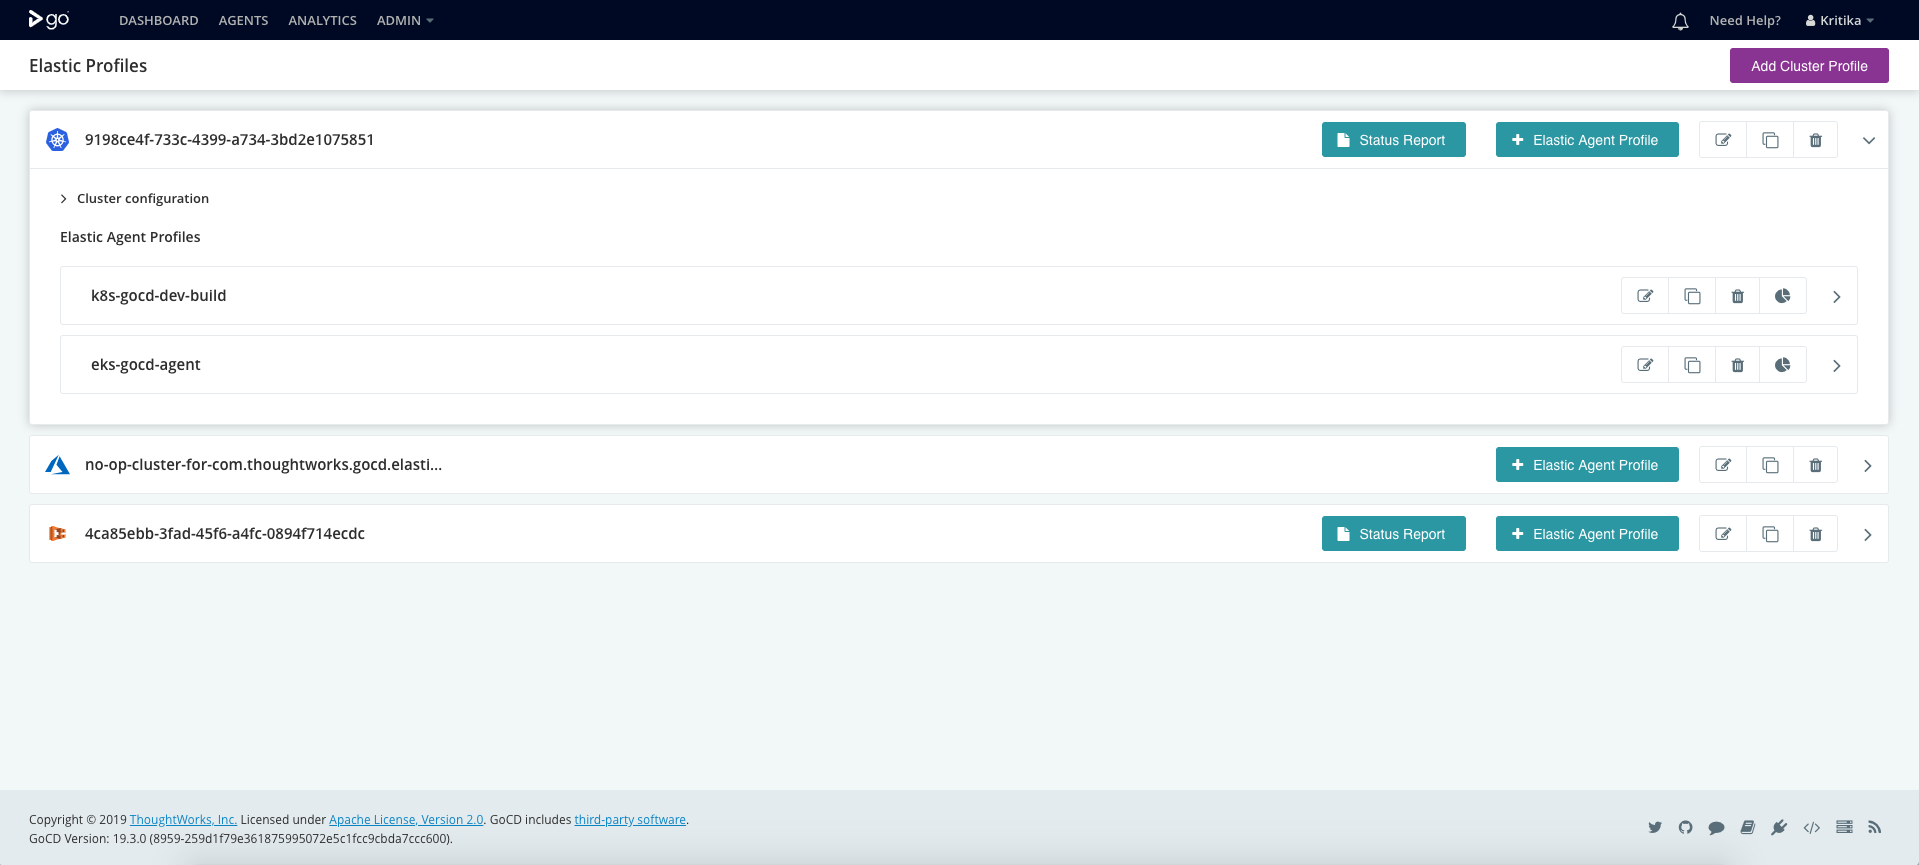 go DASHBOARD AGENTS ANALYTICS ADMIN Need Help? Kritika
Elastic Profiles Add Cluster Profile
9198ce4f-733c-4399-a734-3bd2e1075851 Status Report Elastic Agent Profile
Cluster configuration
Elastic Agent Profiles
k8s-gocd-dev-build
eks-gocd-agent
no-op-cluster-for-com.thoughtworks.gocd.elasti... Elastic Agent Profile
4ca85ebb-3fad-45f6-a4fc-0894f714ecdc Status Report Elastic Agent Profile
Copyright © 2019 ThoughtWorks, Inc. Licensed under Apache License, Version 2.0. GoCD includes third-party software.
GoCD Version: 19.3.0 (8959-259d1f79e361875995072e5c1fcc9cbda7ccc600).